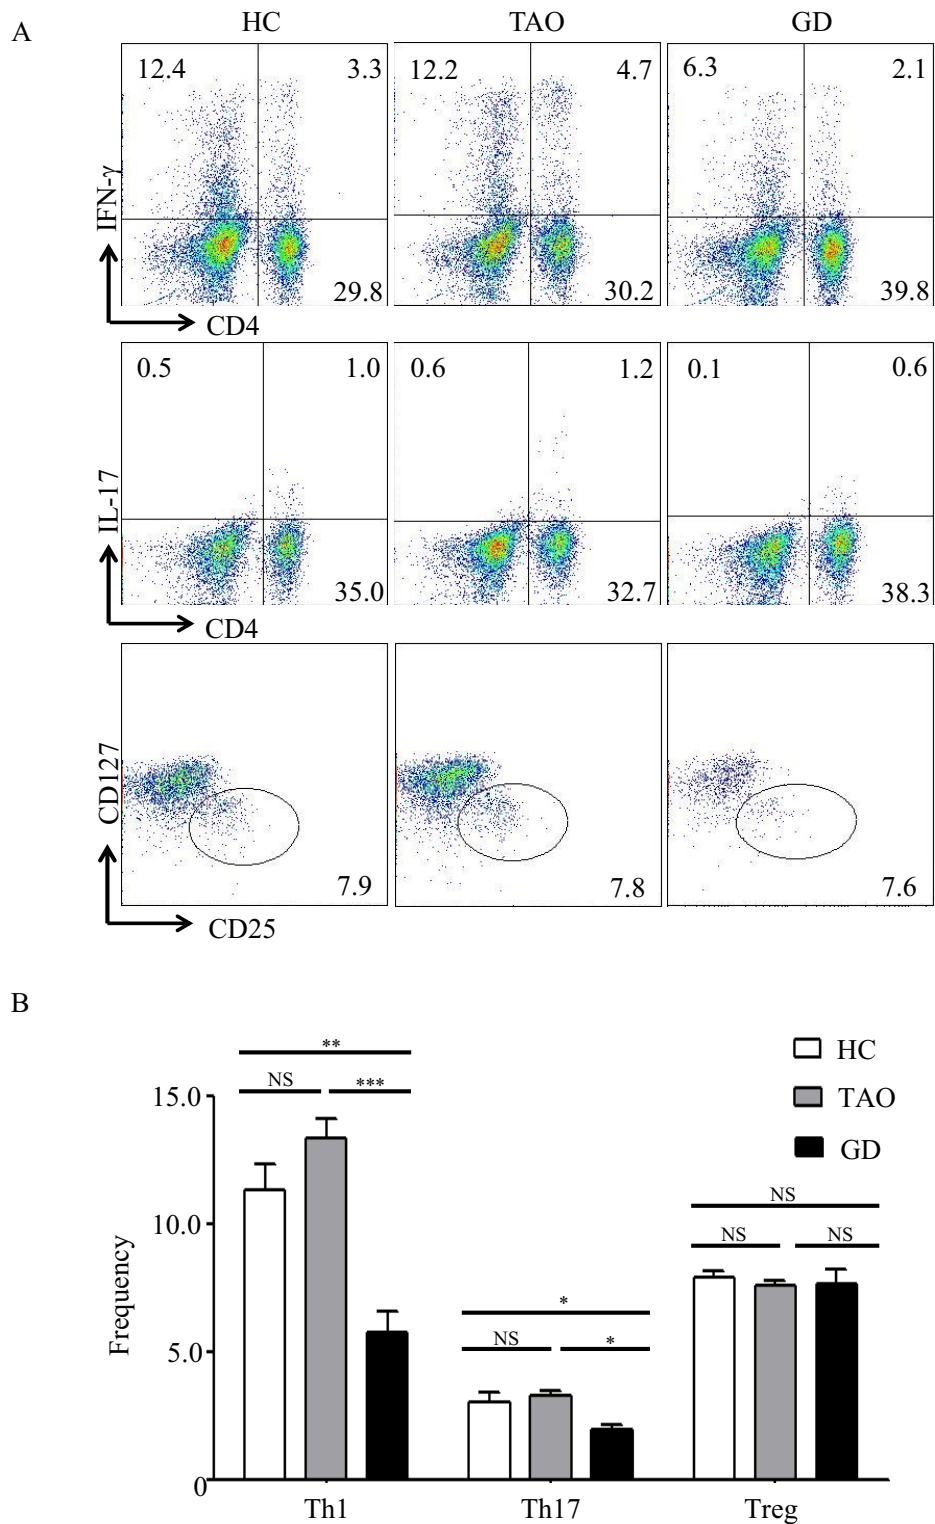 A
HC TAO GD
12.4 3.3 12.2 4.7 6.3 2.1
IFN-γ
29.8 30.2 39.8
CD4
0.5 1.0 0.6 1.2 0.1 0.6
IL-17
35.0 32.7 38.3
CD4
CD127
7.9 7.8 7.6
CD25
B
HC
TAO
GD
**
NS ***
15.0
10.0
5.0
0
Frequency
*
NS *
NS
NS NS
Th1 Th17 Treg